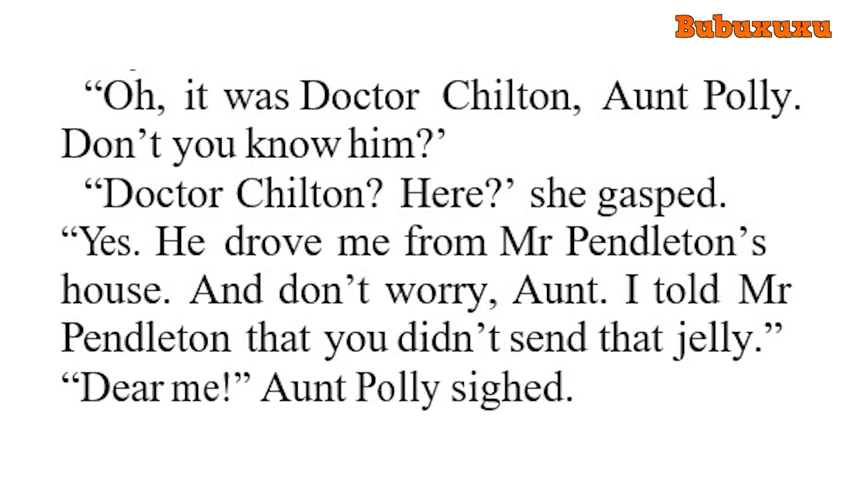 Bubuxuxu
“Oh, it was Doctor Chilton, Aunt Polly.
Don’t you know him?’
“Doctor Chilton? Here?’ she gasped.
“Yes. He drove me from Mr Pendleton’s
house. And don’t worry, Aunt. I told Mr
Pendleton that you didn’t send that jelly.”
“Dear me!” Aunt Polly sighed.